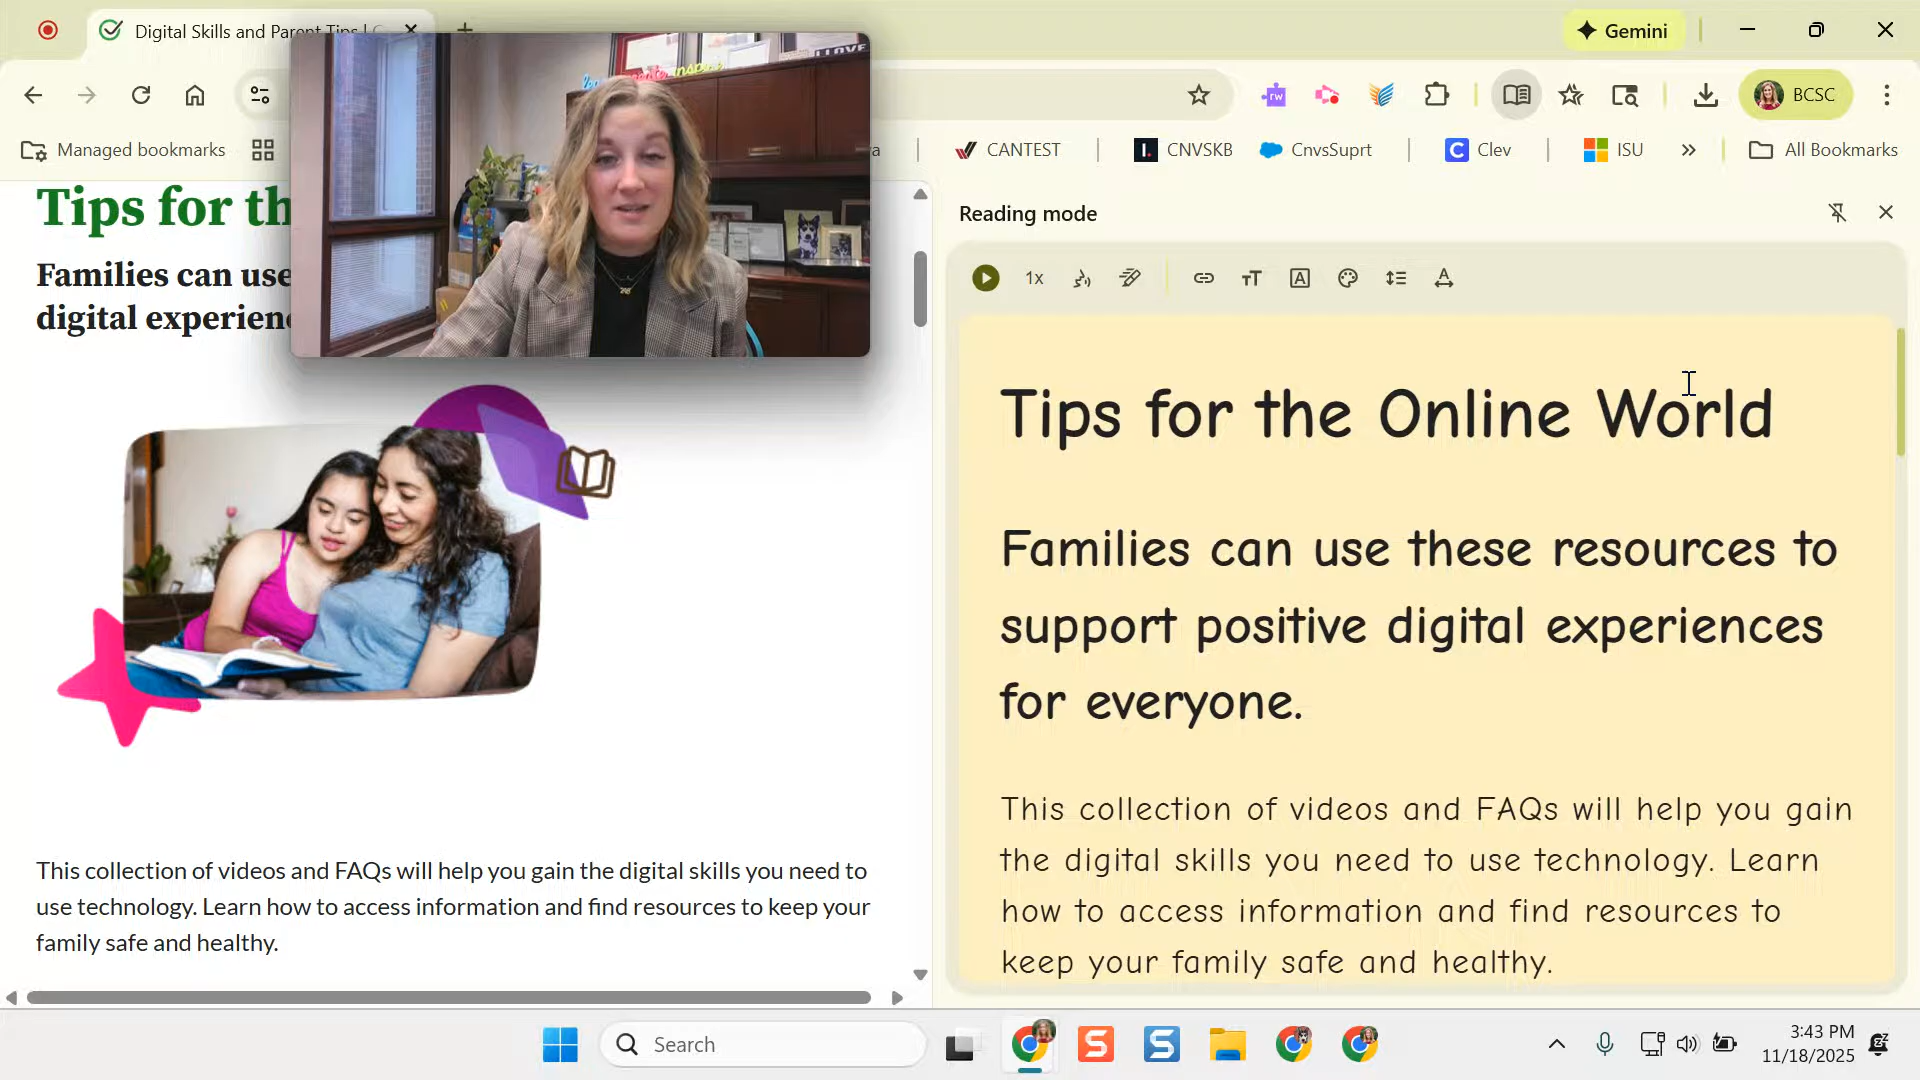 Digital Skills and Parent Tips | C
Gemini
BCSC
Managed bookmarks
CANTEST
CNVSKB
CnvsSuprt
Clev
ISU
All Bookmarks
I LOVE
Tips for th
Families can use
digital experien
This collection of videos and FAQs will help you gain the digital skills you need to
use technology. Learn how to access information and find resources to keep your
family safe and healthy.
Reading mode
1x
Tips for the Online World
Families can use these resources to
support positive digital experiences
for everyone.
This collection of videos and FAQs will help you gain
the digital skills you need to use technology. Learn
how to access information and find resources to
keep your family safe and healthy.
Search
3:43 PM
11/18/2025